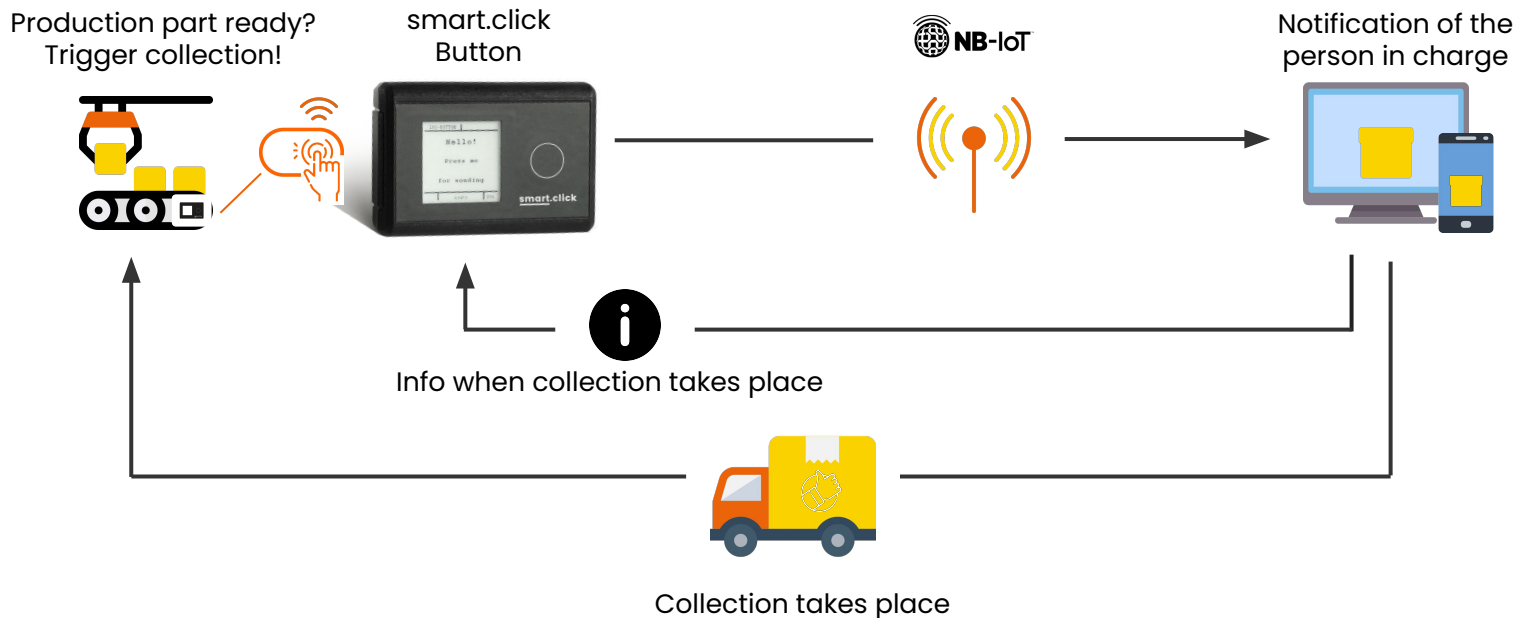 Production part ready?
Trigger collection!
smart.click
Button
NB-IoT
Notification of the
person in charge
Hello!
Press me
for sending
smart.click
Info when collection takes place
Collection takes place